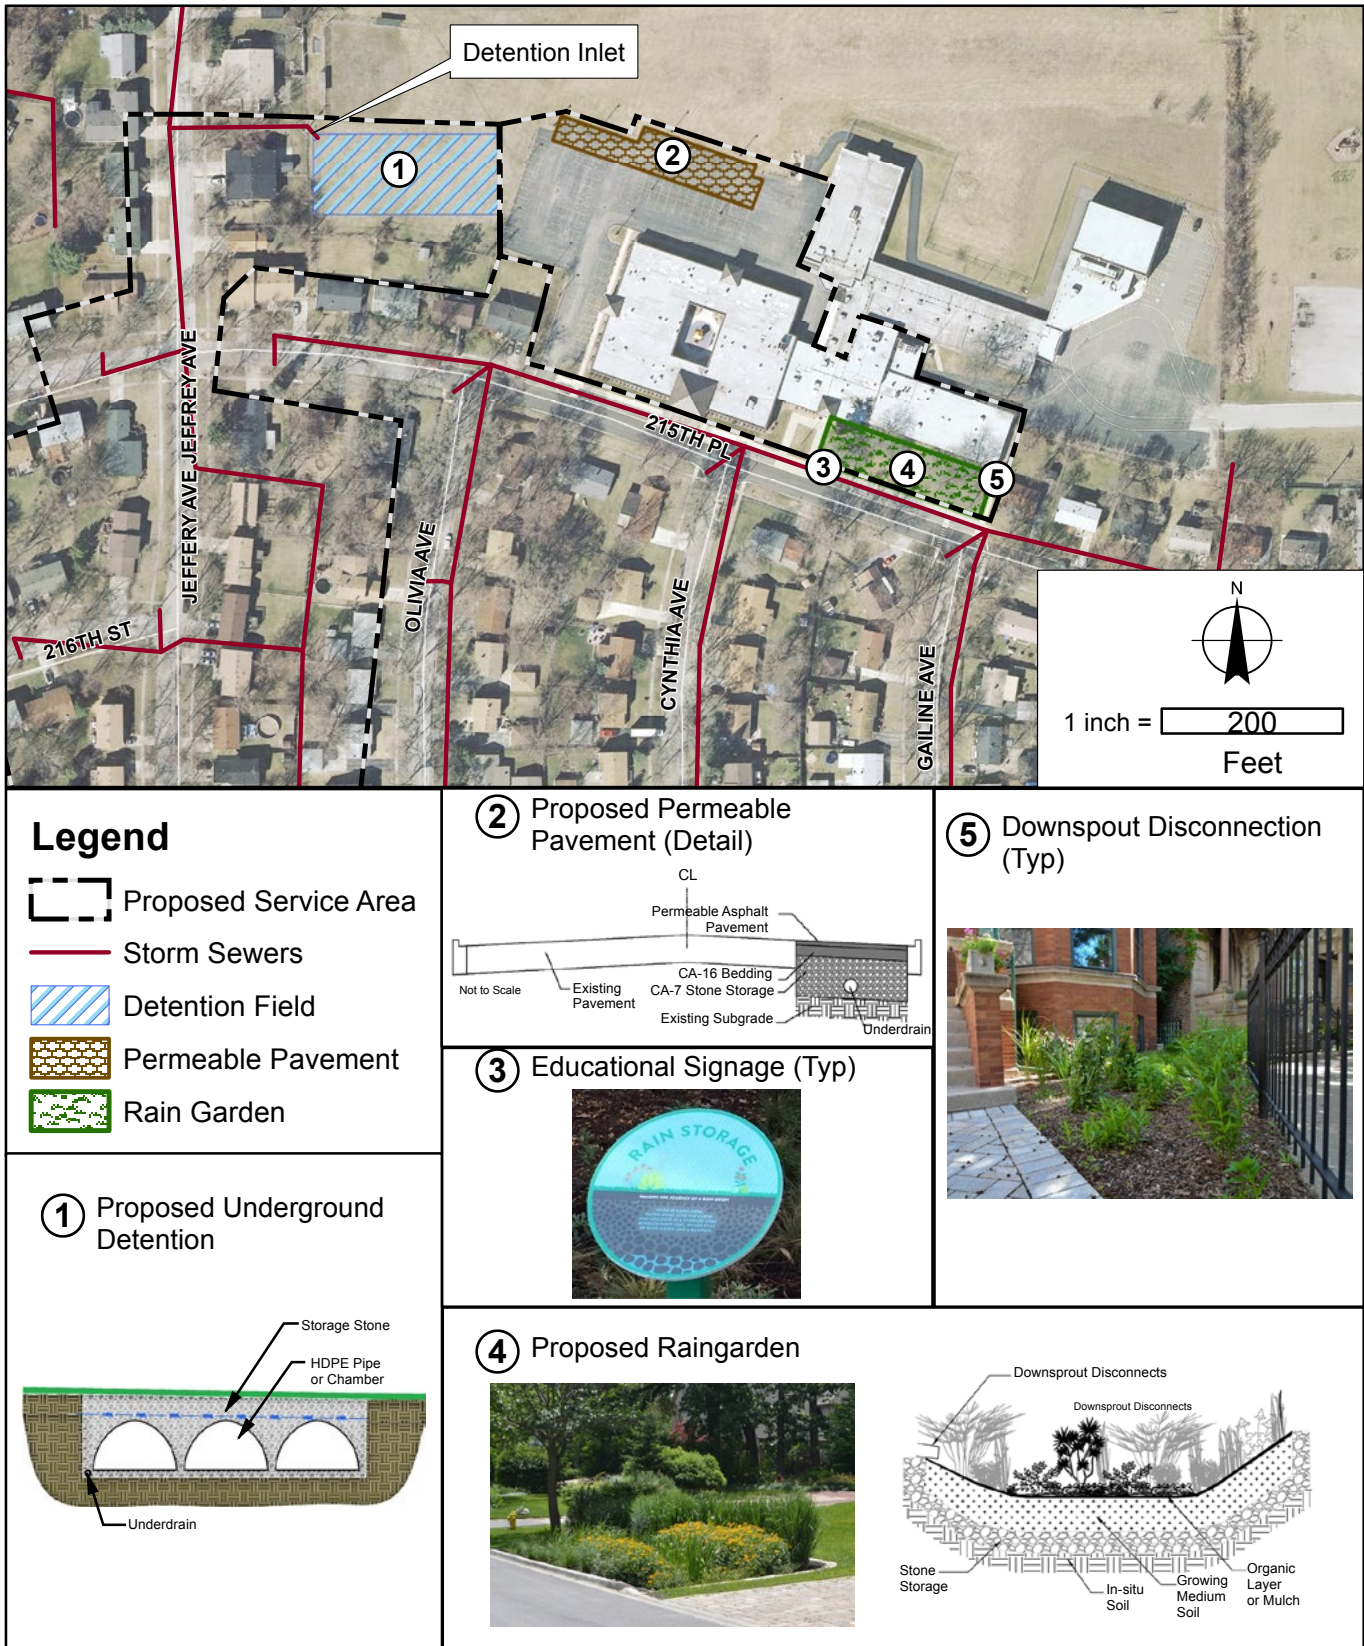 Detention Inlet
1
2
JEFFERY AVE JEFFREY AVE
215TH PL
3
4
5
OLIVIA AVE
CYNTHIA AVE
GAILINE AVE
216TH ST
N
1 inch =
200
Feet
Legend
Proposed Service Area
Storm Sewers
Detention Field
Permeable Pavement
Rain Garden
1
Proposed Underground
Detention
Storage Stone
HDPE Pipe
or Chamber
Underdrain
2
Proposed Permeable
Pavement (Detail)
CL
Permeable Asphalt
Pavement
CA-16 Bedding
CA-7 Stone Storage
Not to Scale
Existing
Pavement
Existing Subgrade
Underdrain
3
Educational Signage (Typ)
RAIN STORAGE
4
Proposed Raingarden
Downsprout Disconnects
Downsprout Disconnects
Stone
Storage
In-situ
Soil
Growing
Medium
Soil
Organic
Layer
or Mulch
5
Downspout Disconnection
(Typ)